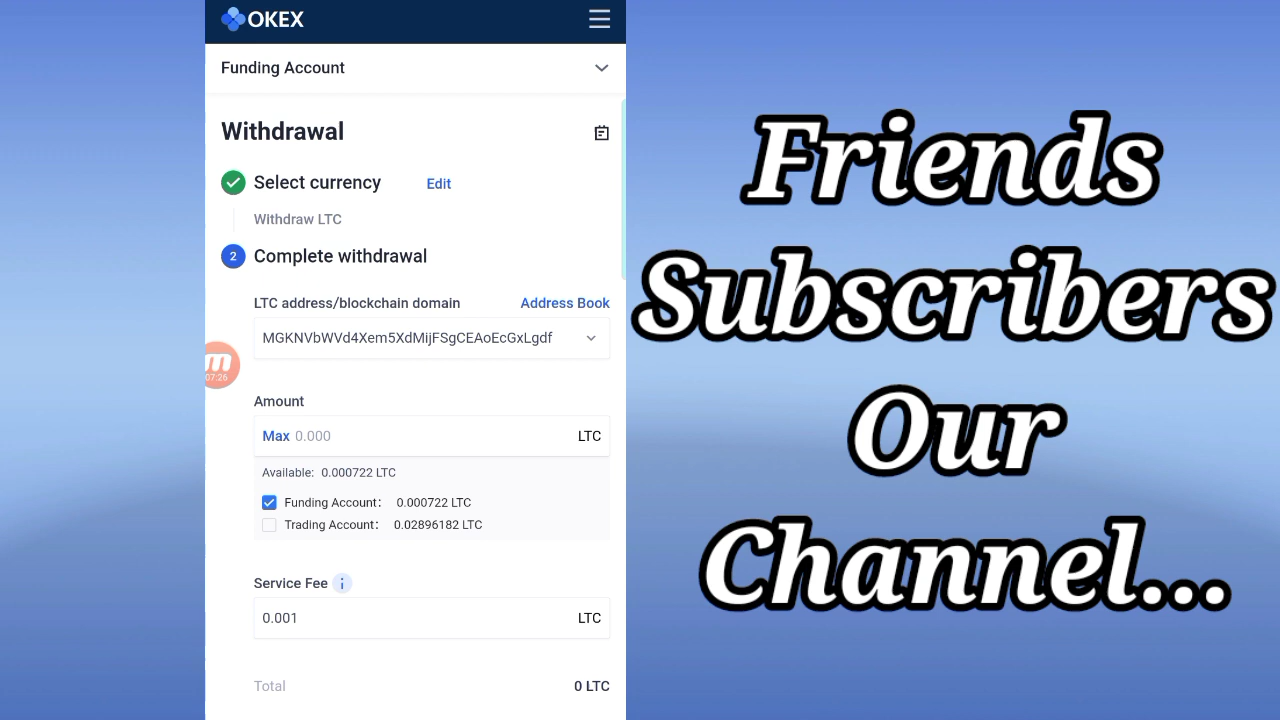 OKEX
Funding Account
Withdrawal
Select currency Edit
Withdraw LTC
2 Complete withdrawal
LTC address/blockchain domain Address Book
MGKNVbWVd4Xem5XdMijFSgCEAoEcGxLgdf
m
07:26
Amount
Max 0.000 LTC
Available: 0.000722 LTC
Funding Account: 0.000722 LTC
Trading Account: 0.02896182 LTC
Service Fee i
0.001 LTC
Total 0 LTC
Friends
Subscribers
Our
Channel...